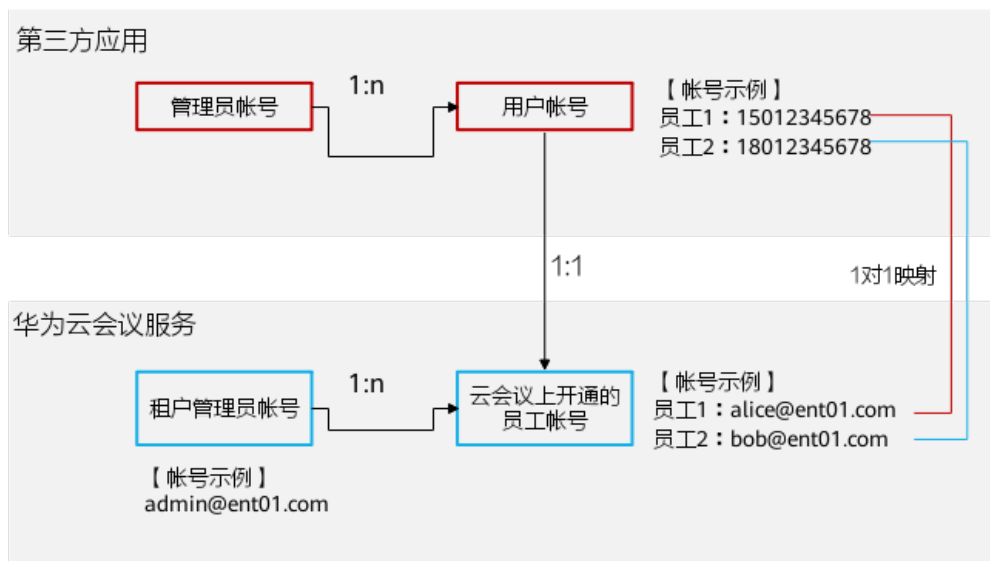 第三方应用
管理员帐号
1:n
用户帐号
【 帐号示例 】
员工1：15012345678
员工2：18012345678
1:1
1对1映射
华为云会议服务
租户管理员帐号
1:n
云会议上开通的
员工帐号
【 帐号示例 】
员工1：alice@ent01.com
员工2：bob@ent01.com
【 帐号示例 】
admin@ent01.com